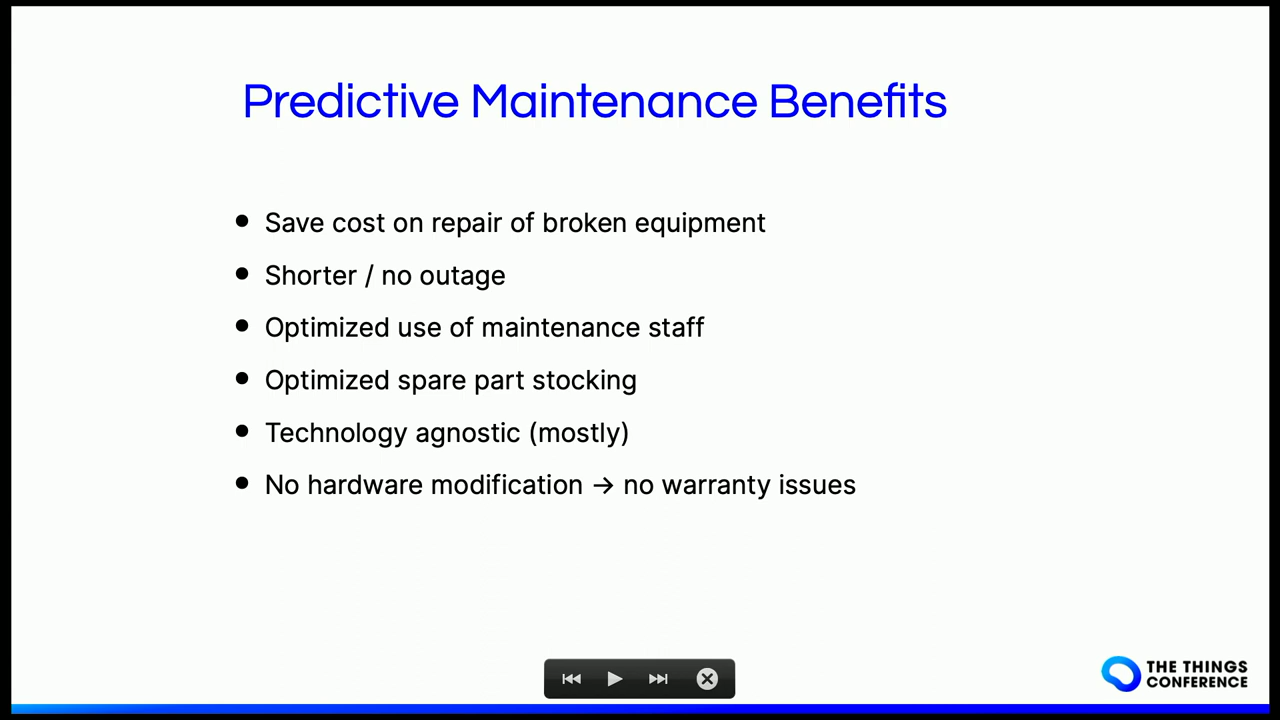 Predictive Maintenance Benefits
• Save cost on repair of broken equipment
• Shorter / no outage
• Optimized use of maintenance staff
• Optimized spare part stocking
• Technology agnostic (mostly)
• No hardware modification → no warranty issues
THE THINGS
CONFERENCE